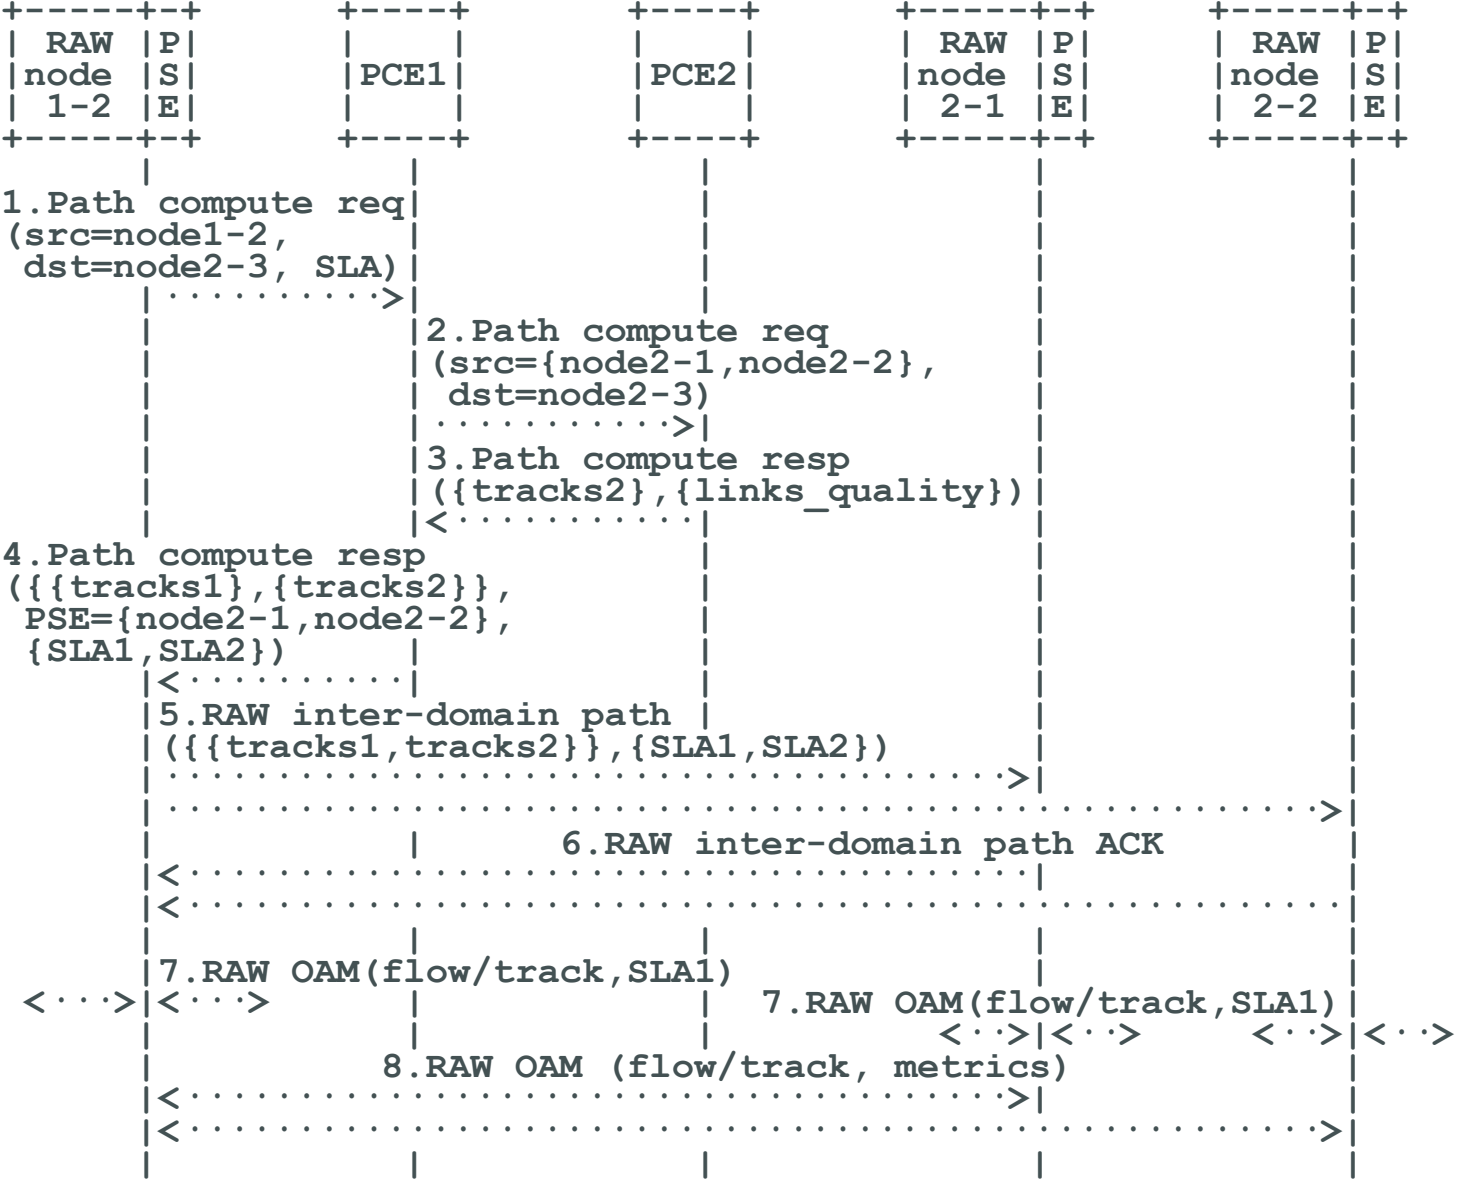 RAW P RAW P RAW P
node S PCE1 PCE2 node S node S
1-2 E 2-1 E 2-2 E
1.Path compute req
(src=node1-2,
dst=node2-3, SLA)
2.Path compute req
(src={node2-1,node2-2},
dst=node2-3)
3.Path compute resp
({tracks2},{links_quality})
4.Path compute resp
({{tracks1},{tracks2}},
PSE={node2-1,node2-2},
{SLA1,SLA2})
5.RAW inter-domain path
({{tracks1,tracks2}},{SLA1,SLA2})
6.RAW inter-domain path ACK
7.RAW OAM(flow/track,SLA1)
7.RAW OAM(flow/track,SLA1)
8.RAW OAM (flow/track, metrics)